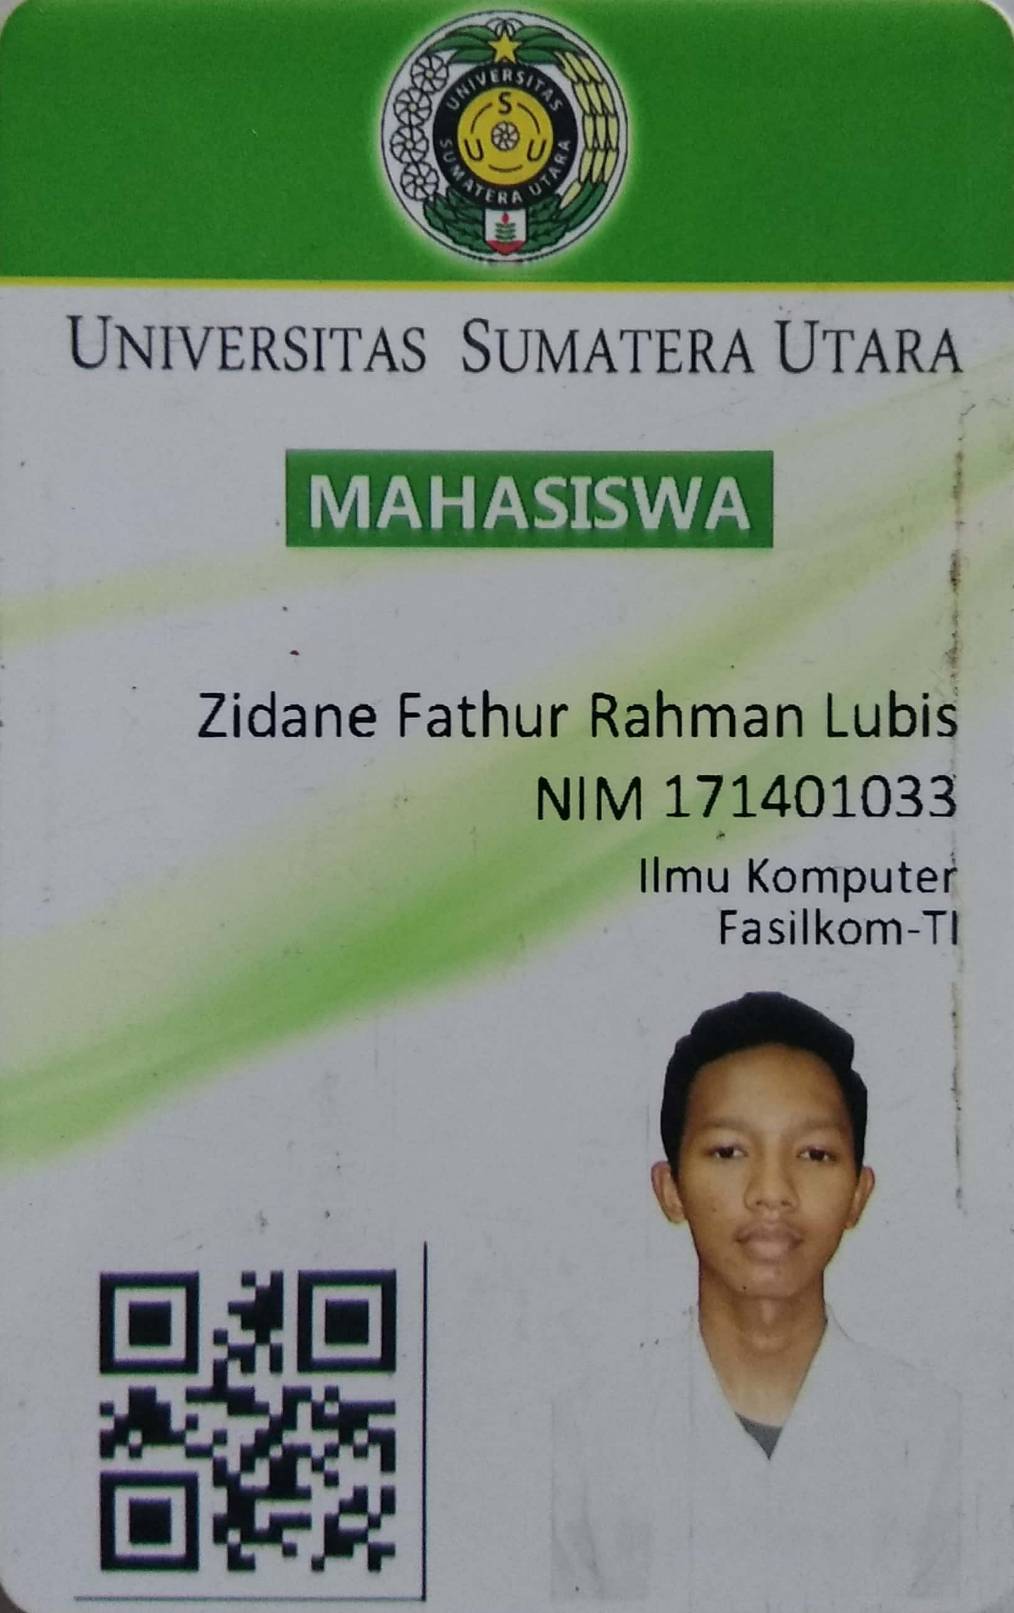 UNIVERSITAS
SUMATERA UTARA
S
U U
UNIVERSITAS SUMATERA UTARA
MAHASISWA
Zidane Fathur Rahman Lubis
NIM 171401033
Ilmu Komputer
Fasilkom-TI